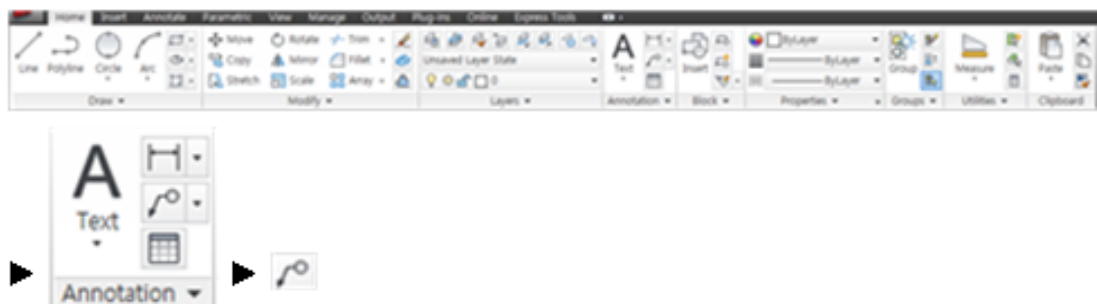 Home Insert Annotate Parametric View Manage Output Plug-ins Online Express Tools
Line Polyline Circle Arc Move Rotate Trim Unsaved Layer State Text Insert ByLayer Group Measure Paste
Copy Mirror Fillet ByLayer
Stretch Scale Array 0 ByLayer
Draw Modify Layers Annotation Block Properties Groups Utilities Clipboard
A
Text
Annotation